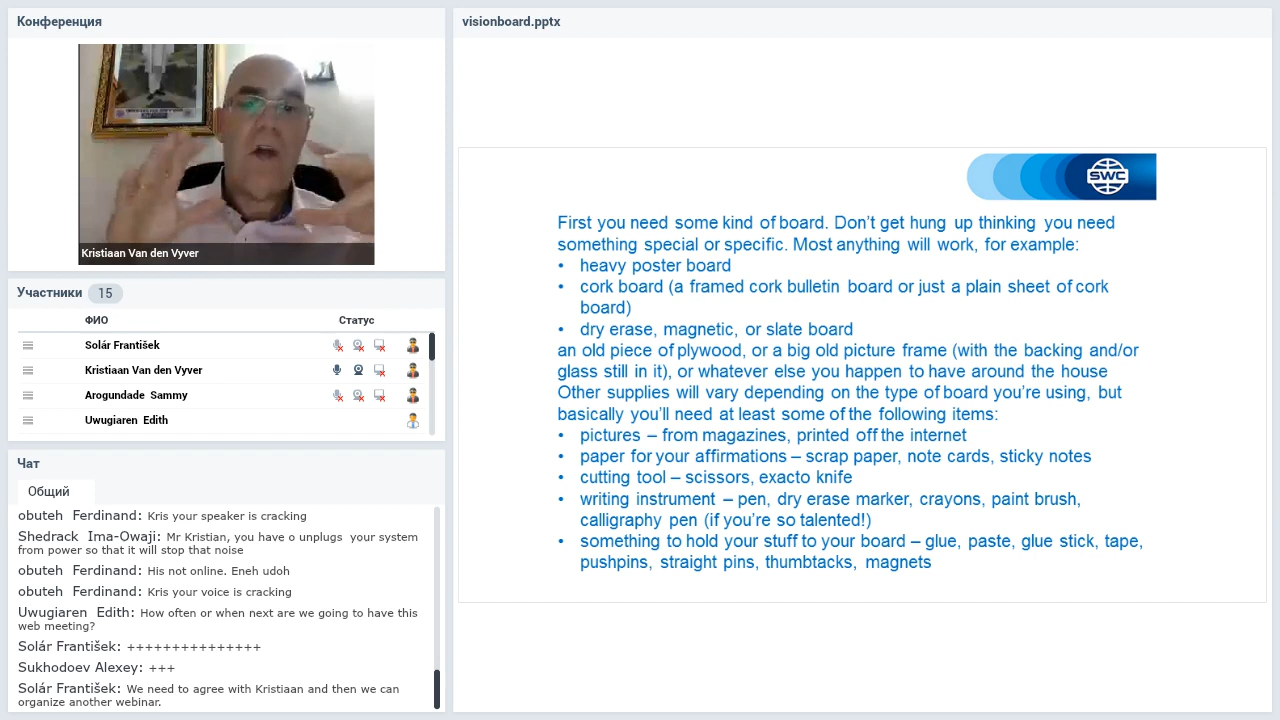 Конференция
Kristiaan Van den Vyver
Участники 15
ФИО Статус
Solár František
Kristiaan Van den Vyver
Arogundade Sammy
Uwugiaren Edith
Чат
Общий
obuteh Ferdinand: Kris your speaker is cracking
Shedrack Ima-Owaji: Mr Kristian, you have o unplugs your system
from power so that it will stop that noise
obuteh Ferdinand: His not online. Eneh udoh
obuteh Ferdinand: Kris your voice is cracking
Uwugiaren Edith: How often or when next are we going to have this
web meeting?
Solár František: +++++++++++++++
Sukhodoev Alexey: +++
Solár František: We need to agree with Kristiaan and then we can
organize another webinar.
visionboard.pptx
SWC
First you need some kind of board. Don’t get hung up thinking you need
something special or specific. Most anything will work, for example:
• heavy poster board
• cork board (a framed cork bulletin board or just a plain sheet of cork
board)
• dry erase, magnetic, or slate board
an old piece of plywood, or a big old picture frame (with the backing and/or
glass still in it), or whatever else you happen to have around the house
Other supplies will vary depending on the type of board you’re using, but
basically you’ll need at least some of the following items:
• pictures – from magazines, printed off the internet
• paper for your affirmations – scrap paper, note cards, sticky notes
• cutting tool – scissors, exacto knife
• writing instrument – pen, dry erase marker, crayons, paint brush,
calligraphy pen (if you’re so talented!)
• something to hold your stuff to your board – glue, paste, glue stick, tape,
pushpins, straight pins, thumbtacks, magnets